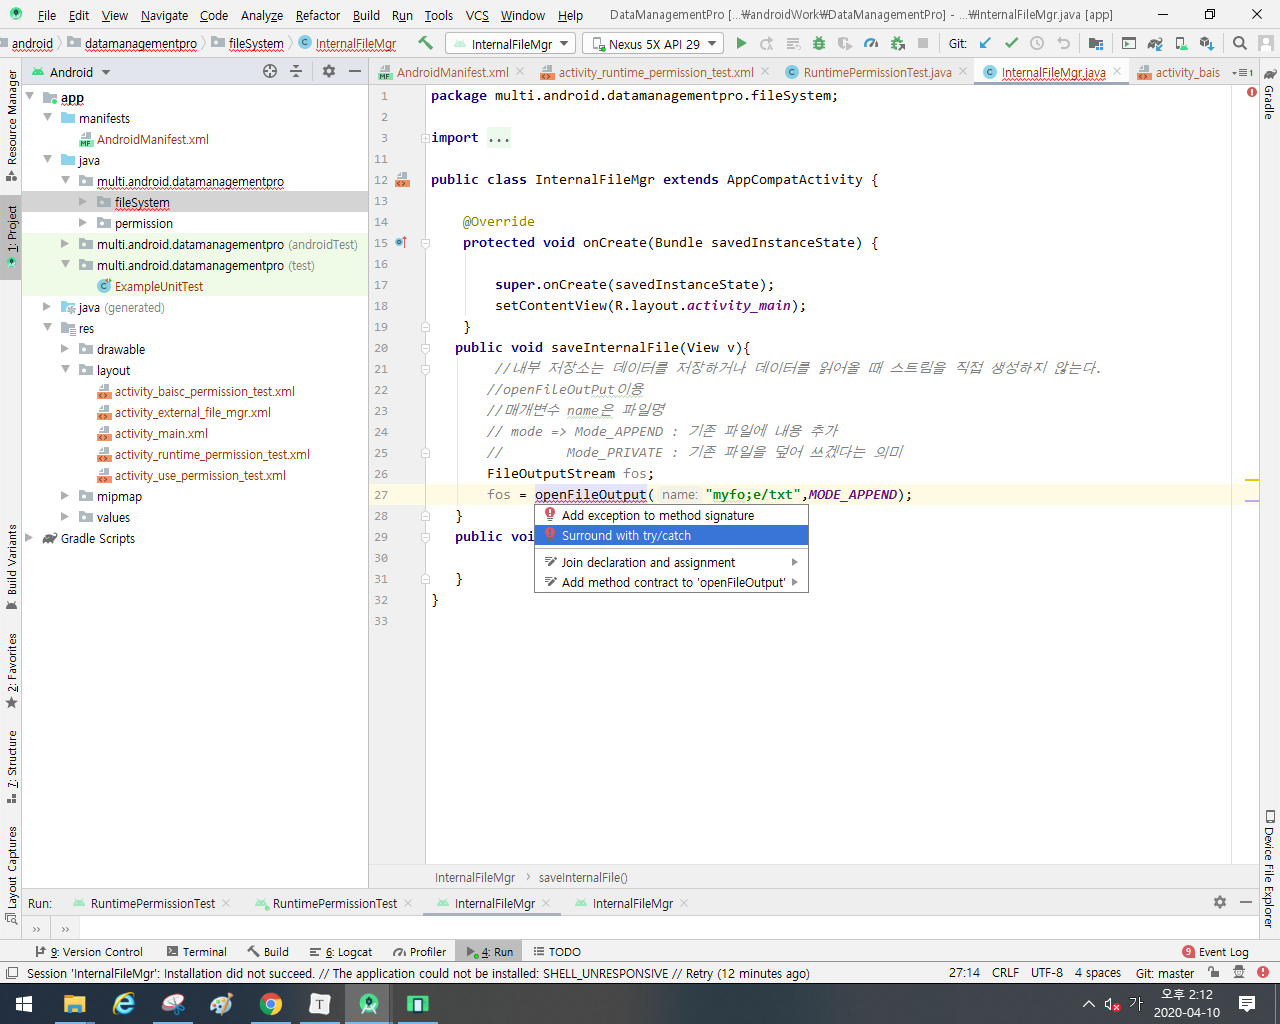 File Edit View Navigate Code Analyze Refactor Build Run Tools VCS Window Help DataManagementPro [...₩androidWork₩DataManagementPro] - ...₩InternalFileMgr.java [app]
android datamanagementpro fileSystem InternalFileMgr InternalFileMgr Nexus 5X API 29 Git:
Android
AndroidManifest.xml activity_runtime_permission_test.xml RuntimePermissionTest.java InternalFileMgr.java activity_bais 1
Resource Manager
1: Project
Build Variants
2: Favorites
7: Structure
Layout Captures
app
manifests
AndroidManifest.xml
java
multi.android.datamanagementpro
fileSystem
permission
multi.android.datamanagementpro (androidTest)
multi.android.datamanagementpro (test)
ExampleUnitTest
java (generated)
res
drawable
layout
activity_baisc_permission_test.xml
activity_external_file_mgr.xml
activity_main.xml
activity_runtime_permission_test.xml
activity_use_permission_test.xml
mipmap
values
Gradle Scripts
1 package multi.android.datamanagementpro.fileSystem;
2
3 import ...
11
12 public class InternalFileMgr extends AppCompatActivity {
13
14 @Override
15 protected void onCreate(Bundle savedInstanceState) {
16
17 super.onCreate(savedInstanceState);
18 setContentView(R.layout.activity_main);
19 }
20 public void saveInternalFile(View v){
21 //내부 저장소는 데이터를 저장하거나 데이터를 읽어올 때 스트림을 직접 생성하지 않는다.
22 //openFileOutPut이용
23 //매개변수 name은 파일명
24 // mode => Mode_APPEND : 기존 파일에 내용 추가
25 // Mode_PRIVATE : 기존 파일을 덮어 쓰겠다는 의미
26 FileOutputStream fos;
27 fos = openFileOutput( name: "myfo;e/txt",MODE_APPEND);
28 }
29 public voi
30
31 }
32 }
33
Add exception to method signature
Surround with try/catch
Join declaration and assignment
Add method contract to 'openFileOutput'
Gradle
Device File Explorer
InternalFileMgr saveInternalFile()
Run: RuntimePermissionTest RuntimePermissionTest InternalFileMgr InternalFileMgr
9: Version Control Terminal Build 6: Logcat Profiler 4: Run TODO 9 Event Log
Session 'InternalFileMgr': Installation did not succeed. // The application could not be installed: SHELL_UNRESPONSIVE // Retry (12 minutes ago) 27:14 CRLF UTF-8 4 spaces Git: master
T 가 오후 2:12
2020-04-10